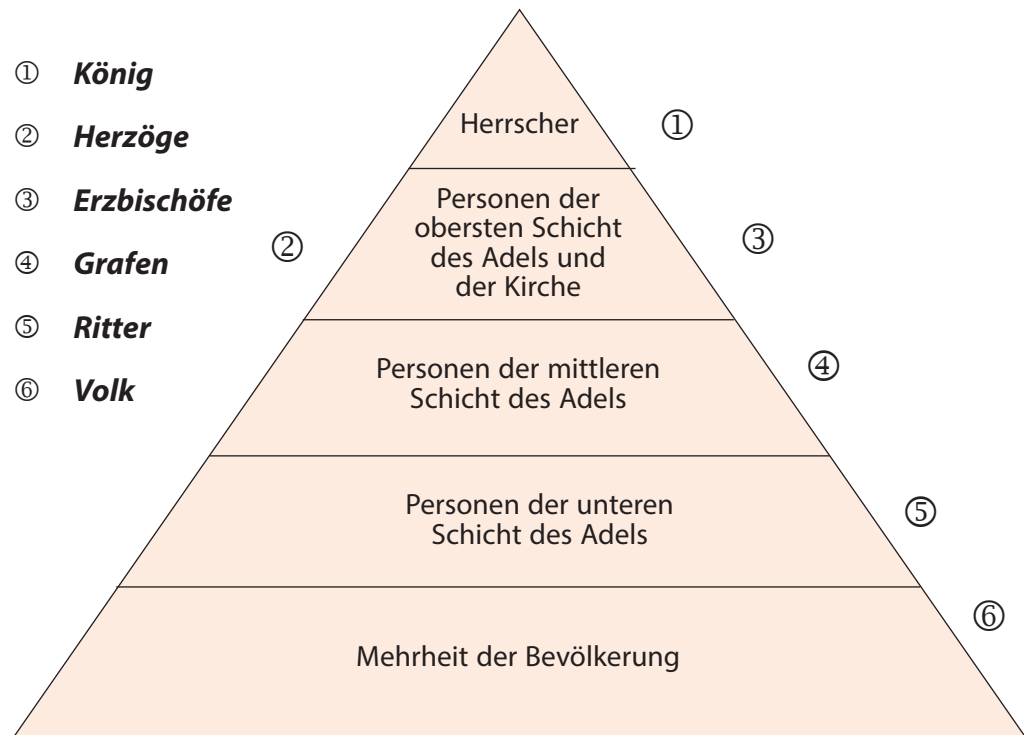 ① König
② Herzöge
③ Erzbischöfe
④ Grafen
⑤ Ritter
⑥ Volk
Herrscher
①
Personen der
obersten Schicht
des Adels und
der Kirche
②
③
Personen der mittleren
Schicht des Adels
④
Personen der unteren
Schicht des Adels
⑤
Mehrheit der Bevölkerung
⑥